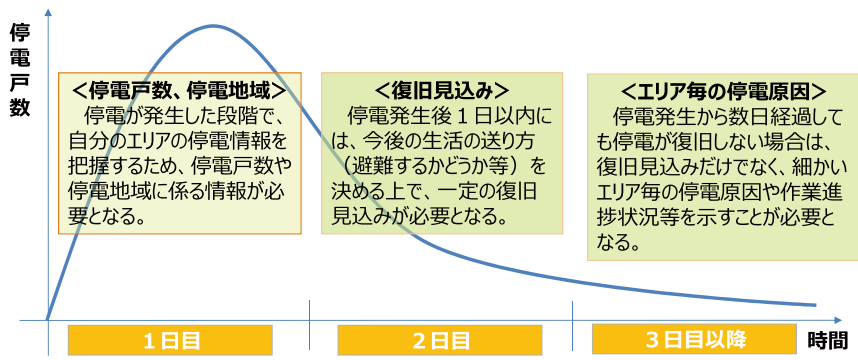 停電戸数
＜停電戸数、停電地域＞
　停電が発生した段階で、
自分のエリアの停電情報を
把握するため、停電戸数や
停電地域に係る情報が必
要となる。
＜復旧見込み＞
　停電発生後１日以内に
は、今後の生活の送り方
（避難するかどうか等）を
決める上で、一定の復旧
見込みが必要となる。
＜エリア毎の停電原因＞
　停電発生から数日経過して
も停電が復旧しない場合は、
復旧見込みだけでなく、細かい
エリア毎の停電原因や作業進
捗状況等を示すことが必要と
なる。
１日目
２日目
３日目以降
時間